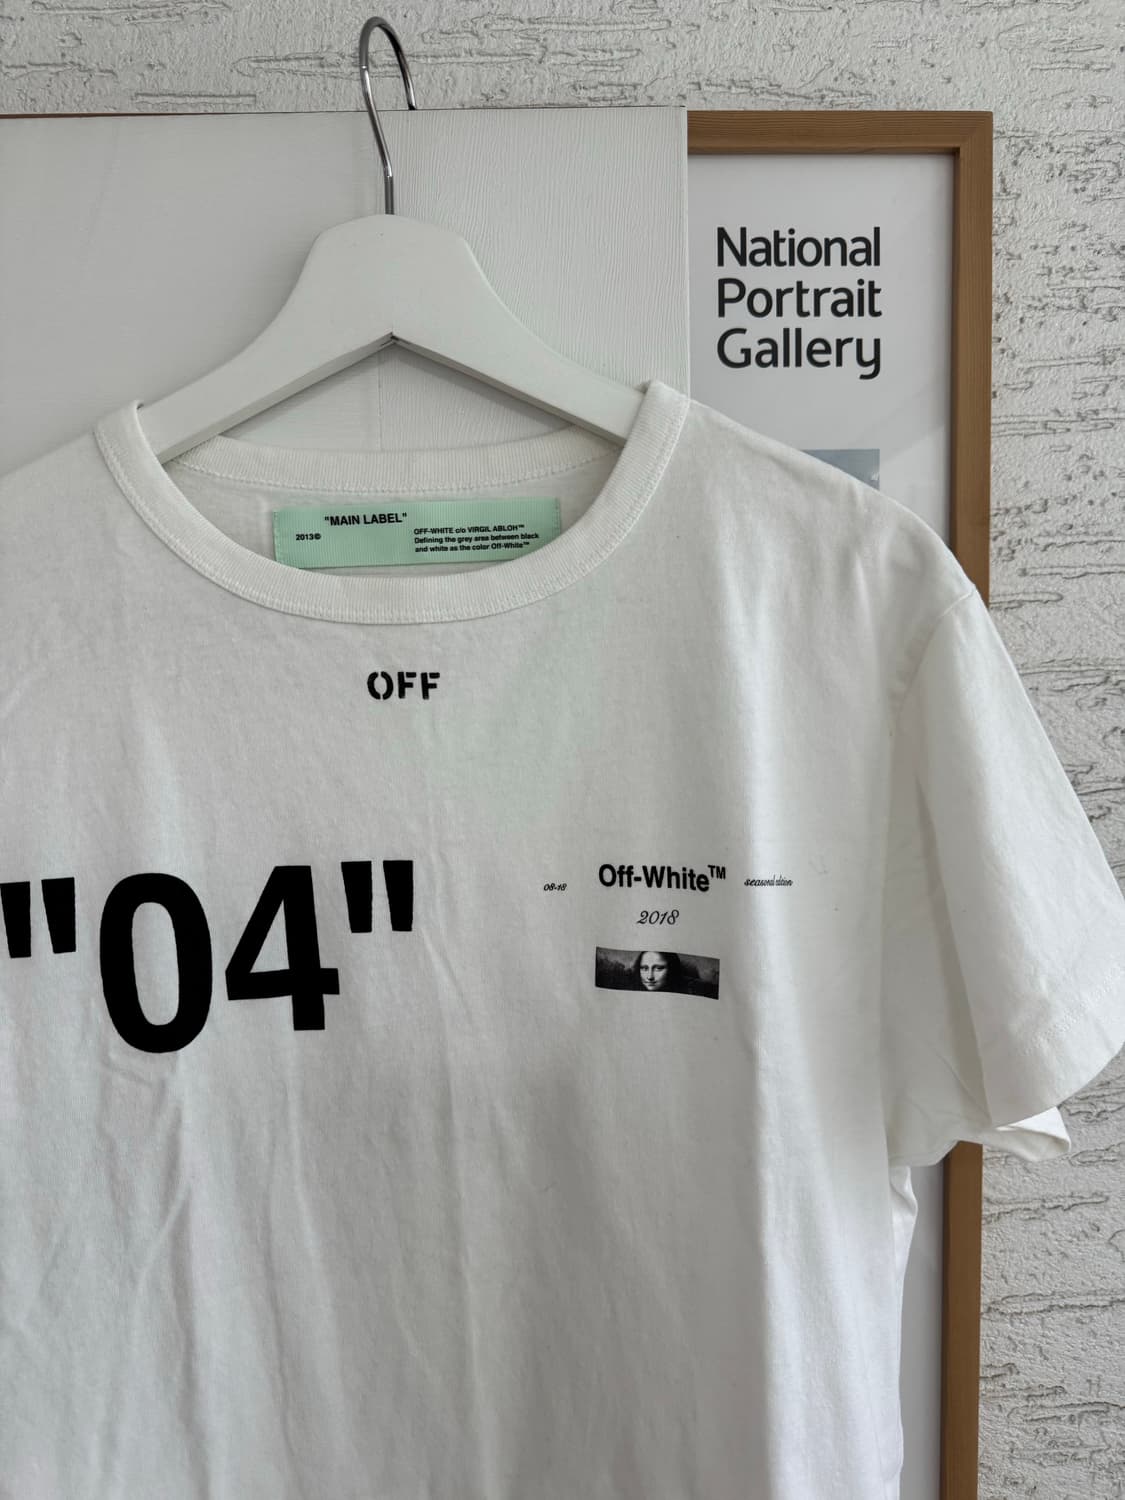 National
Portrait
Gallery
"MAIN LABEL"
2013©
OFF-WHITE c/o VIRGIL ABLOH™
Defining the grey area between black
and white as the color Off-White™
OFF
"04"
08-18
Off-White™
seasonal edition
2018